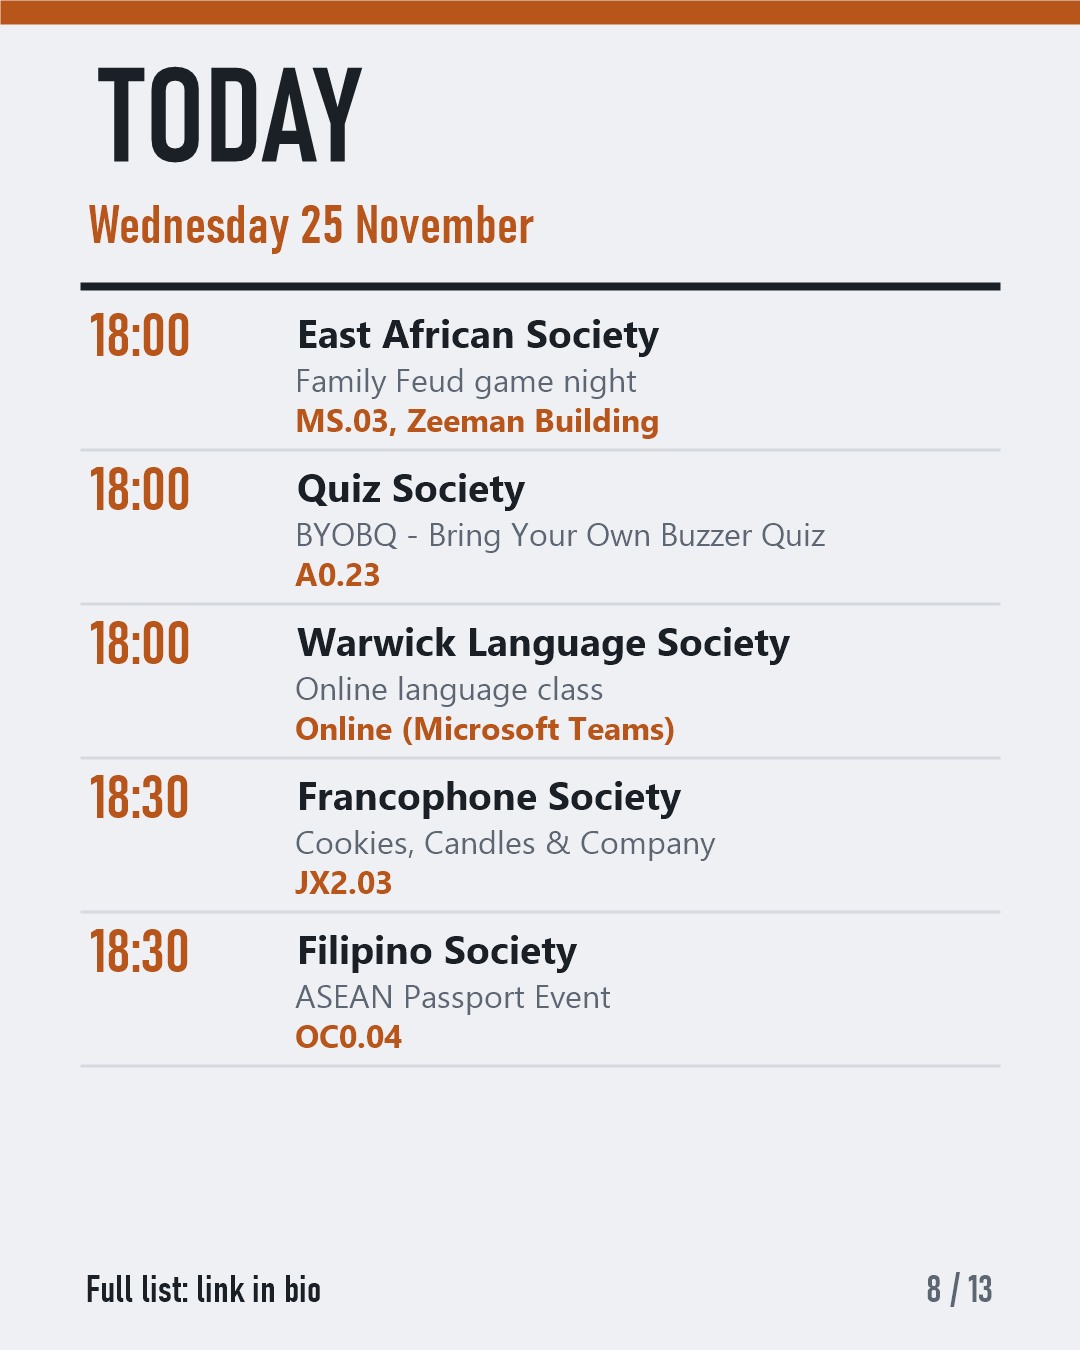 TODAY
Wednesday 25 November
18:00
East African Society
Family Feud game night
MS.03, Zeeman Building
18:00
Quiz Society
BYOBQ - Bring Your Own Buzzer Quiz
A0.23
18:00
Warwick Language Society
Online language class
Online (Microsoft Teams)
18:30
Francophone Society
Cookies, Candles & Company
JX2.03
18:30
Filipino Society
ASEAN Passport Event
OC0.04
Full list: link in bio
8 / 13